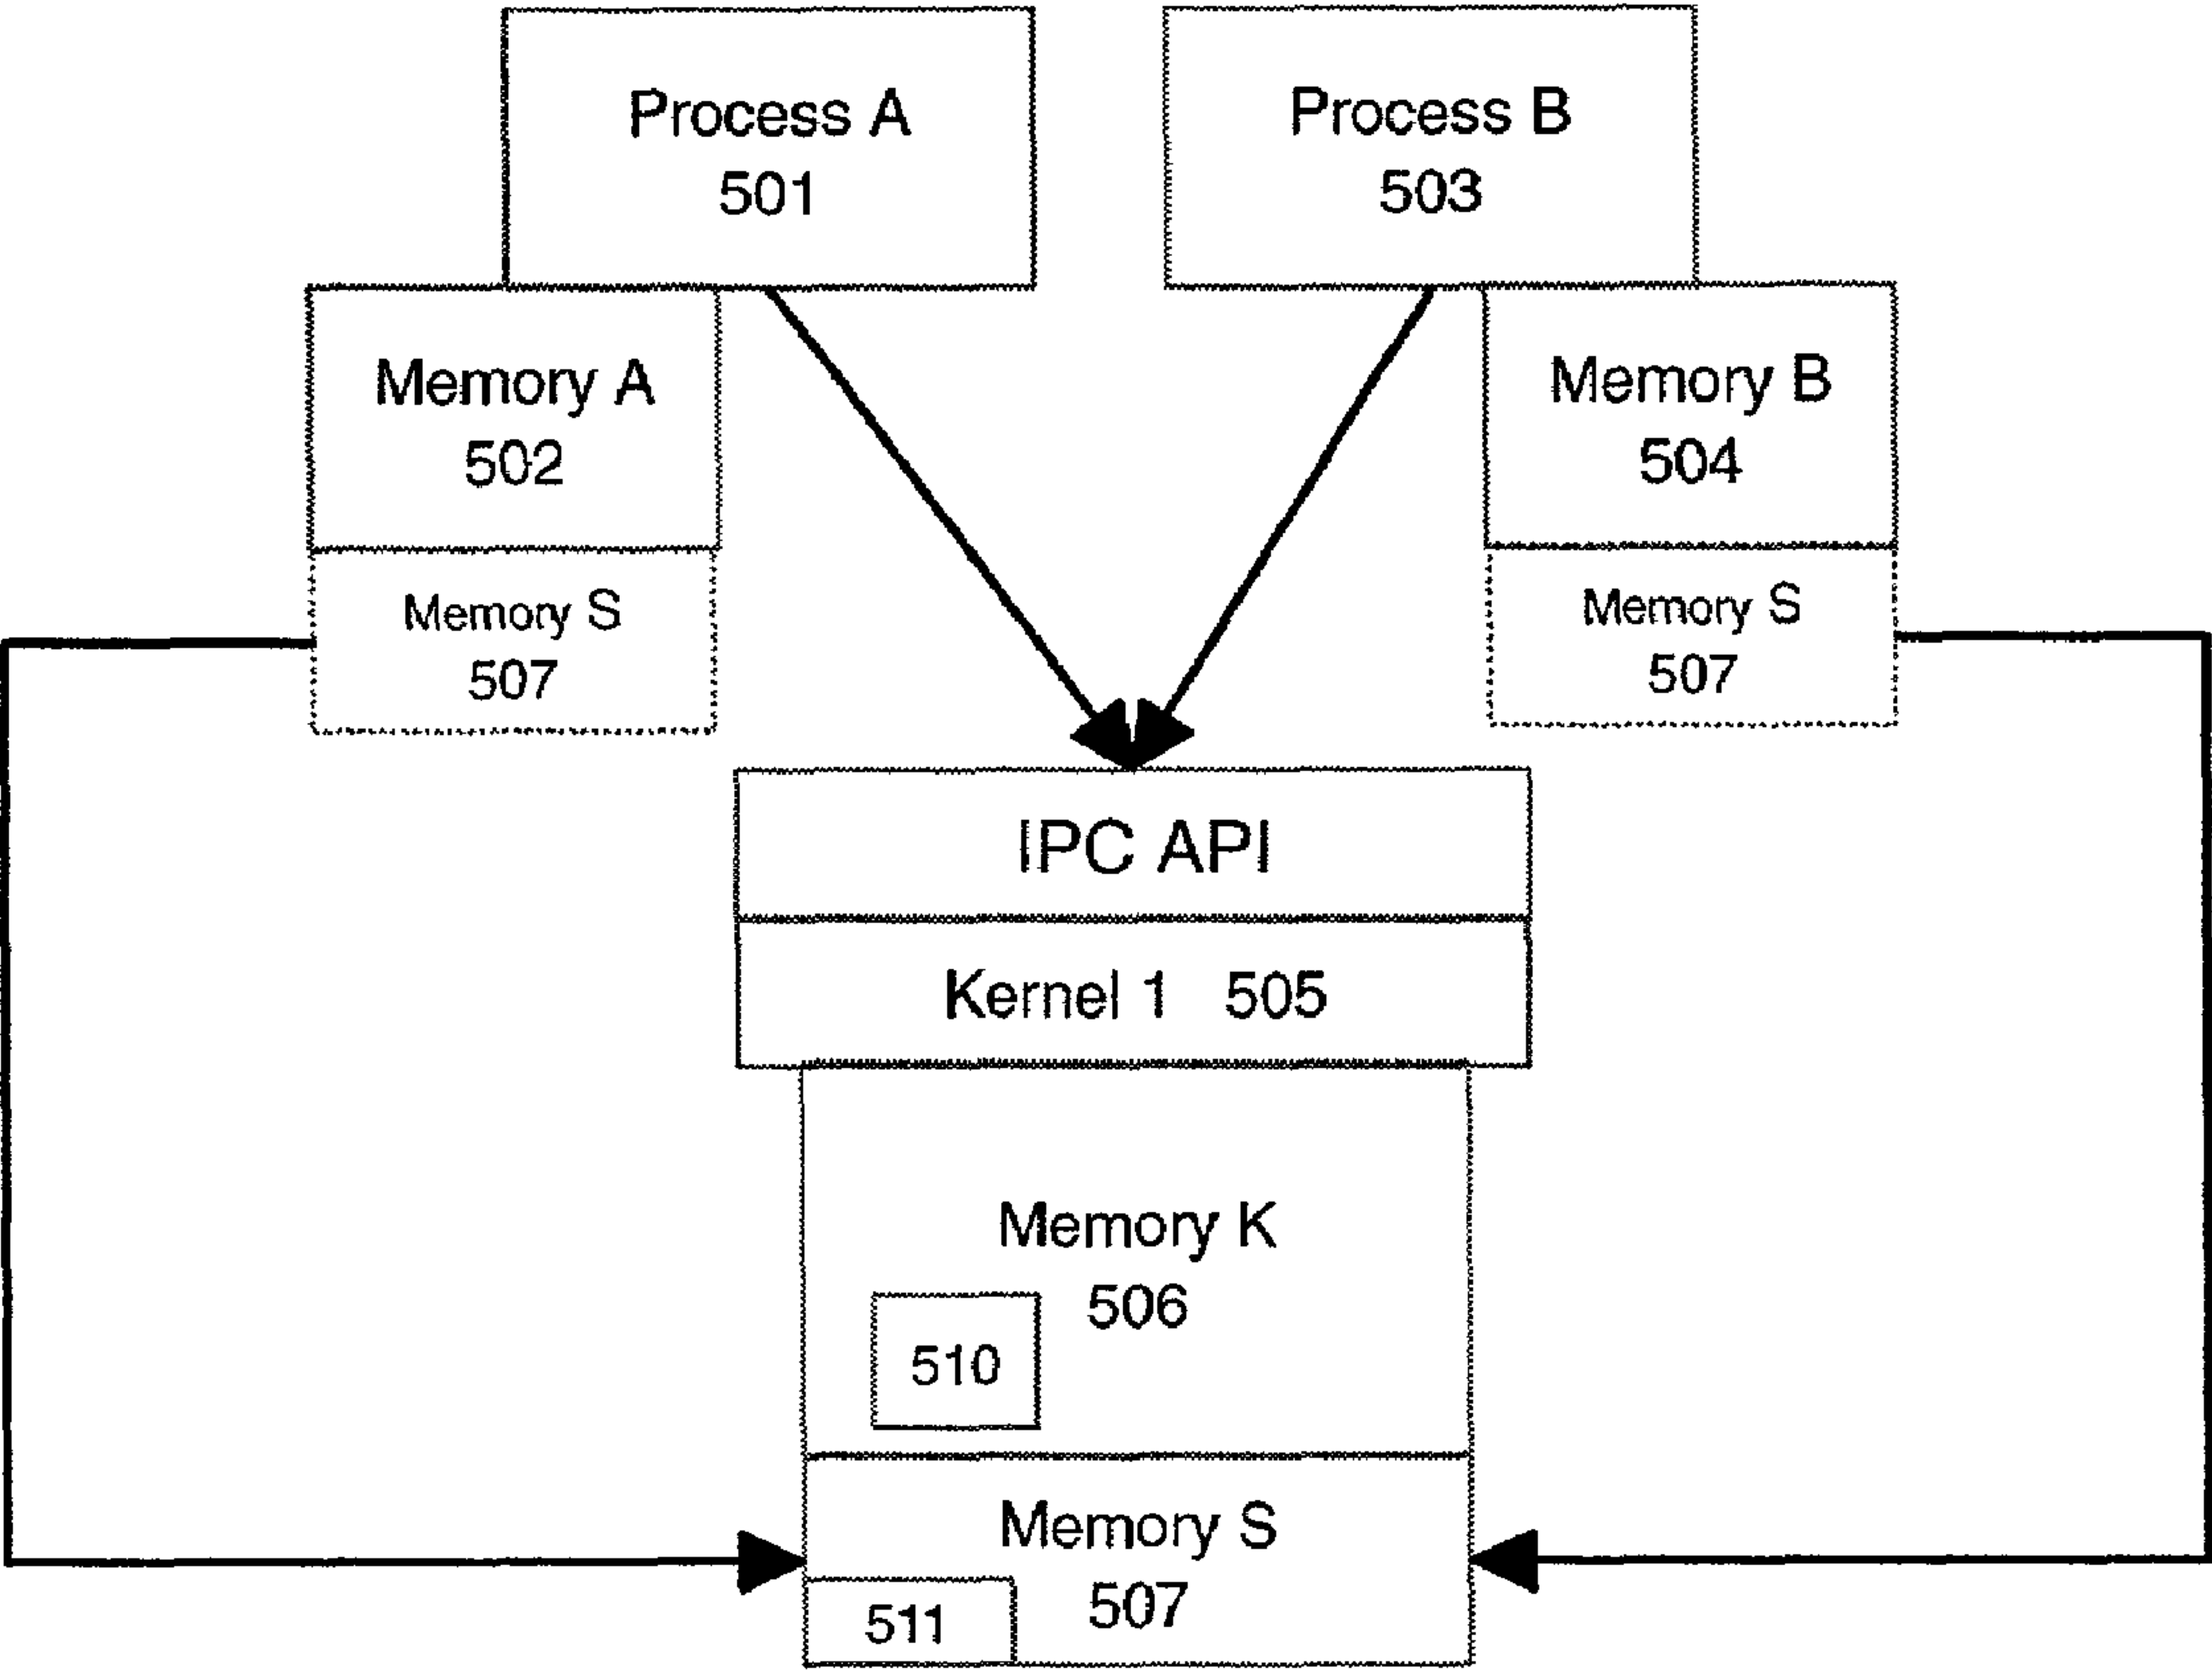 Process A
501
Process B
503
Memory A
502
Memory B
504
Memory S
507
Memory S
507
IPC API
Kernel 1 505
Memory K
506
510
Memory S
507
511